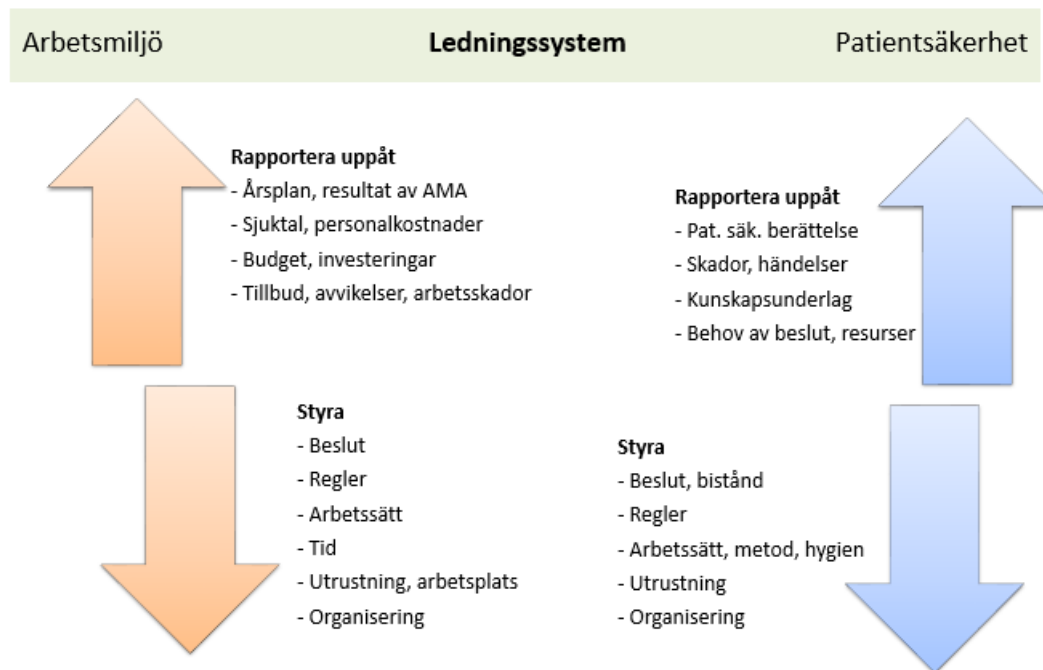 Arbetsmiljö
Ledningssystem
Patientsäkerhet
Rapportera uppåt
- Årsplan, resultat av AMA
- Sjuktal, personalkostnader
- Budget, investeringar
- Tillbud, avvikelser, arbetsskador
Rapportera uppåt
- Pat. säk. berättelse
- Skador, händelser
- Kunskapsunderlag
- Behov av beslut, resurser
Styra
- Beslut
- Regler
- Arbetssätt
- Tid
- Utrustning, arbetsplats
- Organisering
Styra
- Beslut, bistånd
- Regler
- Arbetssätt, metod, hygien
- Utrustning
- Organisering